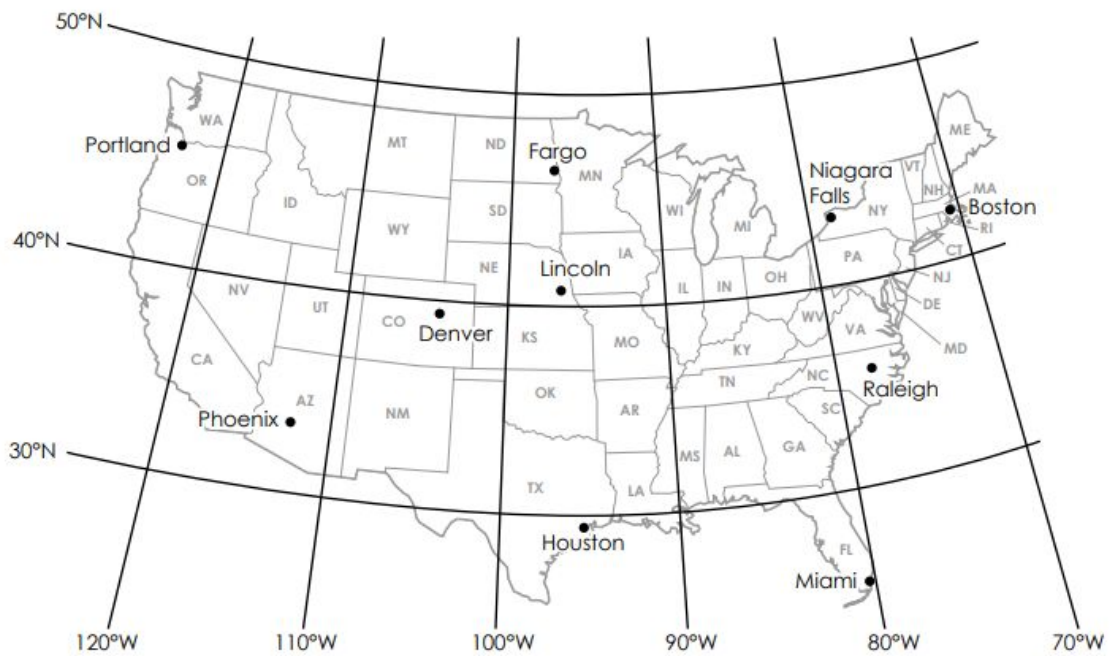 50°N
WA
ME
Portland
MT
ND
Fargo
MN
VT
Niagara
Falls
NH
MA
OR
ID
SD
WI
MI
NY
Boston
RI
WY
CT
40°N
NE
IA
Lincoln
PA
NJ
NV
UT
IL
IN
OH
DE
CO
Denver
KS
MO
WV
VA
MD
KY
CA
TN
NC
Raleigh
AZ
NM
OK
AR
SC
Phoenix
30°N
MS
AL
GA
TX
LA
Houston
FL
Miami
120°W
110°W
100°W
90°W
80°W
70°W